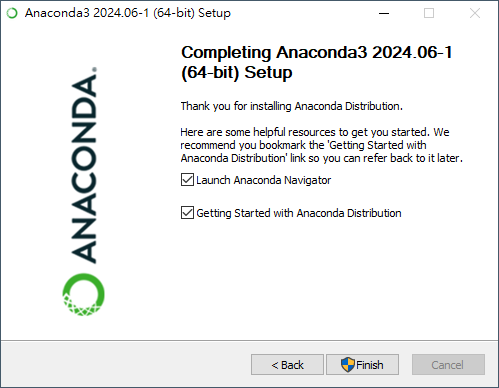 Anaconda3 2024.06-1 (64-bit) Setup
ANACONDA.
Completing Anaconda3 2024.06-1
(64-bit) Setup
Thank you for installing Anaconda Distribution.
Here are some helpful resources to get you started. We
recommend you bookmark the 'Getting Started with
Anaconda Distribution' link so you can refer back to it later.
Launch Anaconda Navigator
Getting Started with Anaconda Distribution
< Back
Finish
Cancel